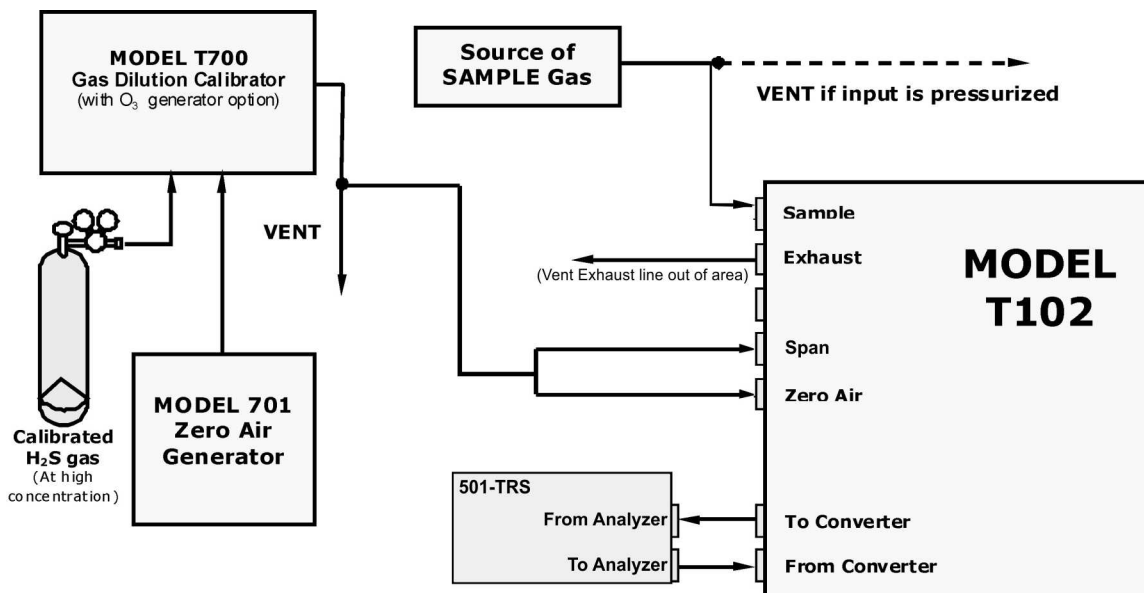 MODEL T700
Gas Dilution Calibrator
(with O₃ generator option)
Source of
SAMPLE Gas
VENT if input is pressurized
VENT
Sample
Exhaust
(Vent Exhaust line out of area)
MODEL
T102
Span
Zero Air
MODEL 701
Zero Air
Generator
Calibrated
H₂S gas
(At high
concentration)
501-TRS
From Analyzer
To Analyzer
To Converter
From Converter